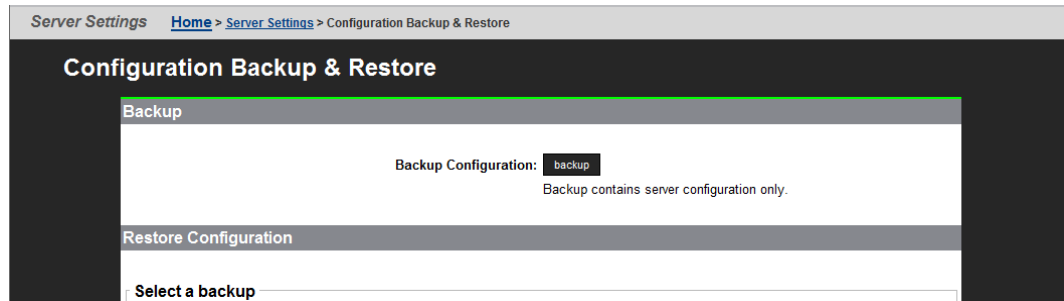 Server Settings Home > Server Settings > Configuration Backup & Restore
Configuration Backup & Restore
Backup
Backup Configuration: backup
Backup contains server configuration only.
Restore Configuration
Select a backup